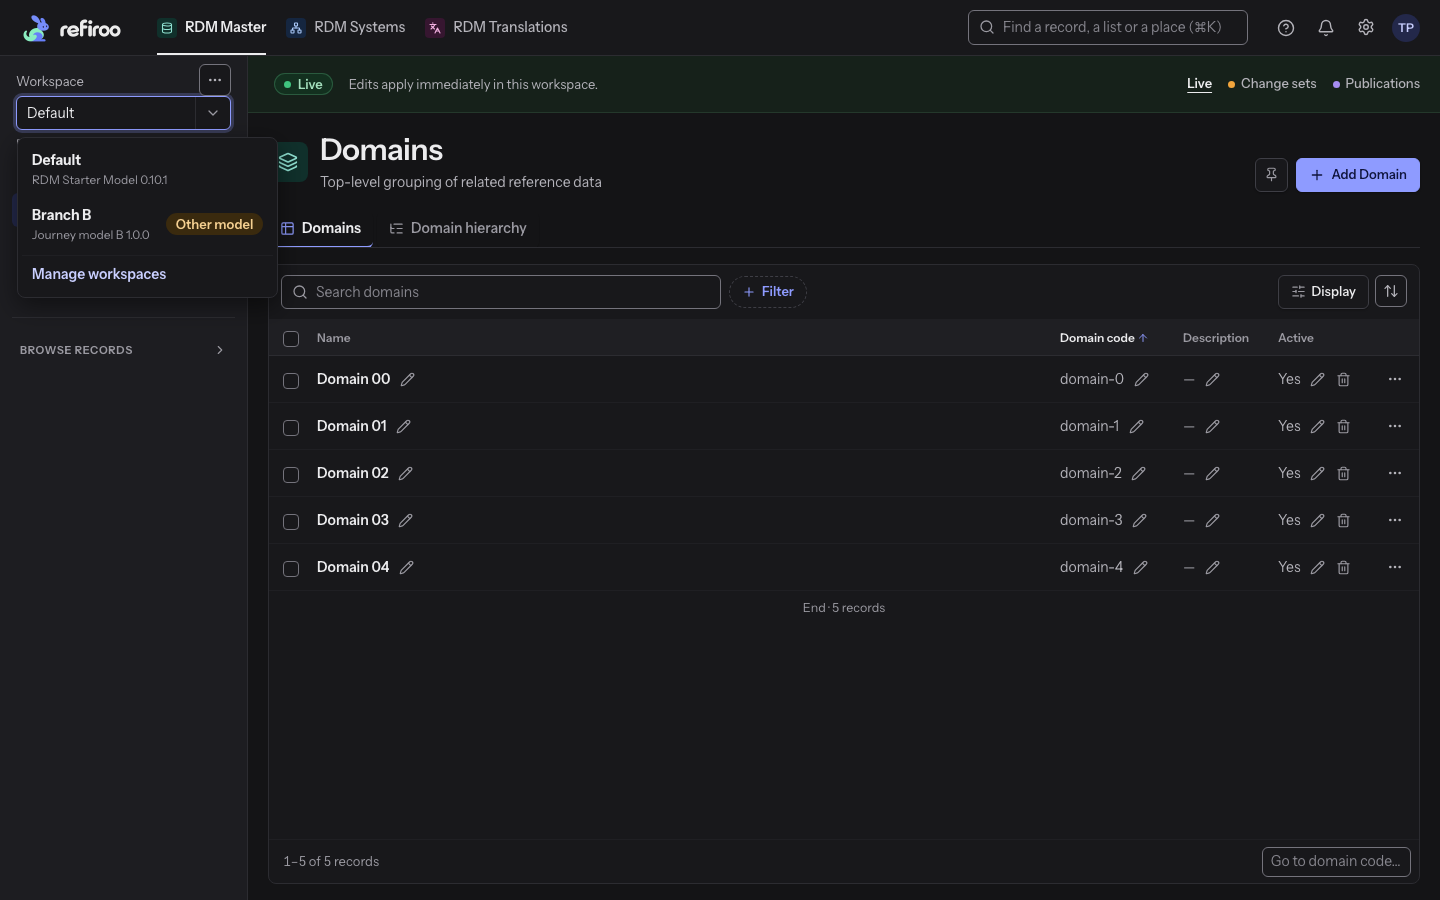 refiroo
RDM Master
RDM Systems
RDM Translations
Find a record, a list or a place (⌘K)
TP
Workspace
Default
Default
RDM Starter Model 0.10.1
Branch B
Journey model B 1.0.0
Other model
Manage workspaces
BROWSE RECORDS
Live
Edits apply immediately in this workspace.
Live
Change sets
Publications
Domains
Top-level grouping of related reference data
Add Domain
Domains
Domain hierarchy
Search domains
Filter
Display
Name Domain code Description Active
Domain 00 domain-0 — Yes
Domain 01 domain-1 — Yes
Domain 02 domain-2 — Yes
Domain 03 domain-3 — Yes
Domain 04 domain-4 — Yes
End · 5 records
1–5 of 5 records
Go to domain code...